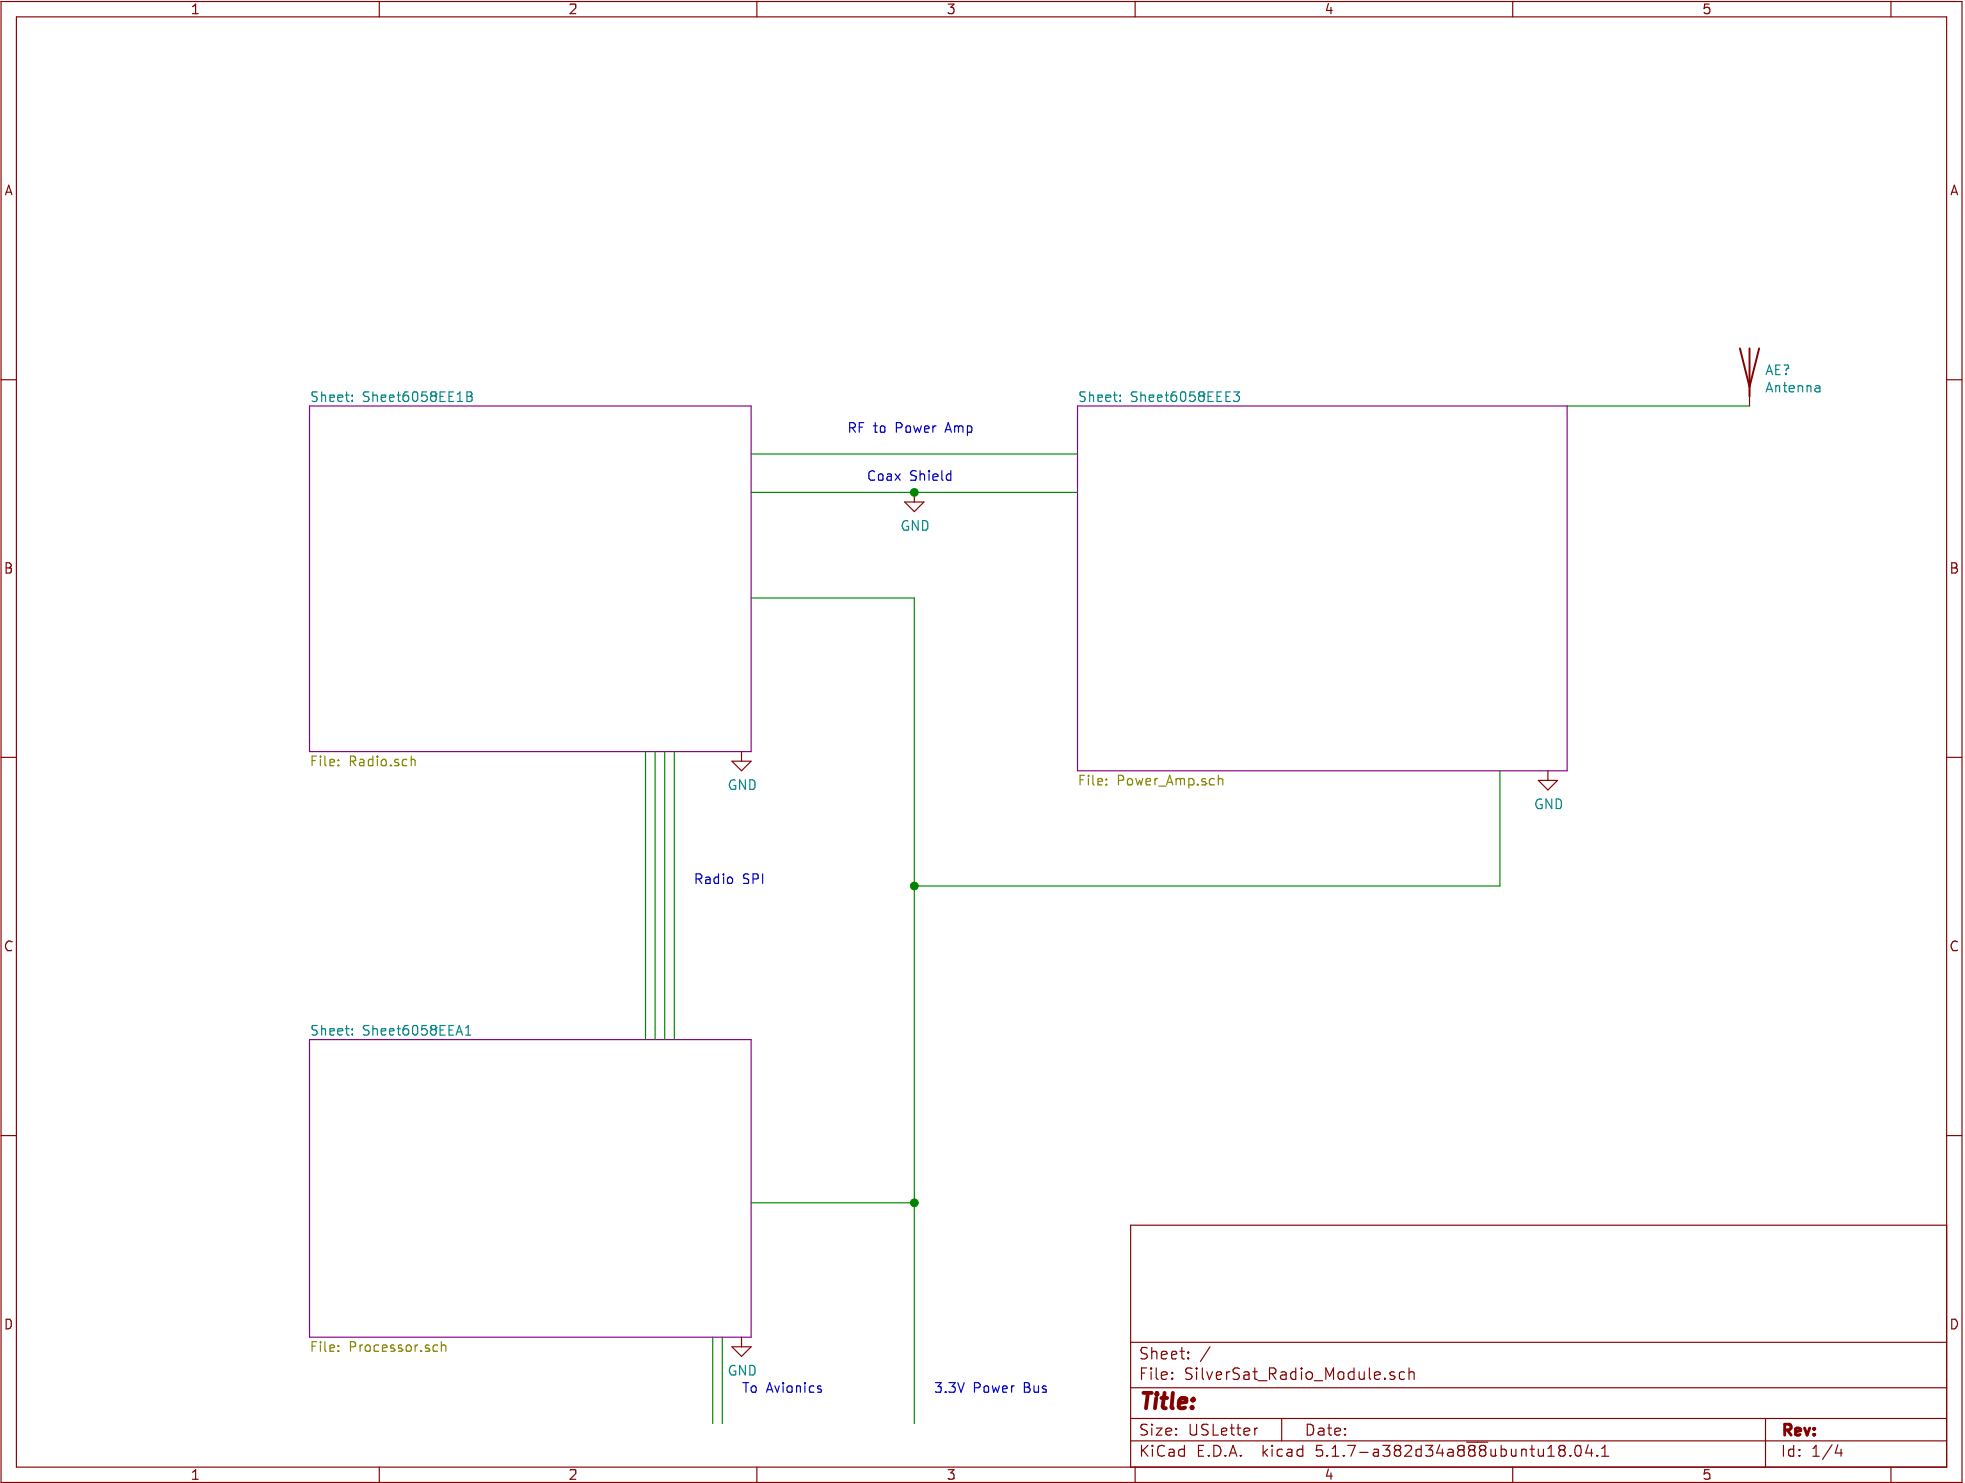 1 2 3 4 5
A A
AE?
Antenna
Sheet: Sheet6058EE1B
Sheet: Sheet6058EEE3
RF to Power Amp
Coax Shield
GND
B B
File: Radio.sch
GND
File: Power_Amp.sch
GND
Radio SPI
C C
Sheet: Sheet6058EEA1
D D
File: Processor.sch
GND
To Avionics
3.3V Power Bus
Sheet: /
File: SilverSat_Radio_Module.sch
Title:
Size: USLetter Date: Rev:
KiCad E.D.A. kicad 5.1.7-a382d34a888ubuntu18.04.1 Id: 1/4
1 2 3 4 5